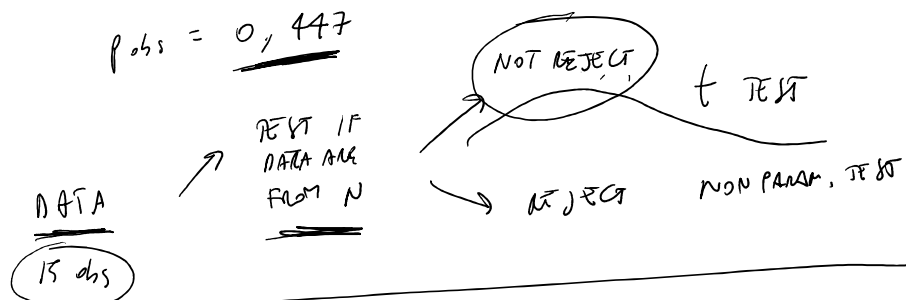 p obs = 0,447
NOT REJECT
t TEST
TEST IF
DATA ARE
FROM N
REJECT
NON PARAM. TEST
DATA
15 obs